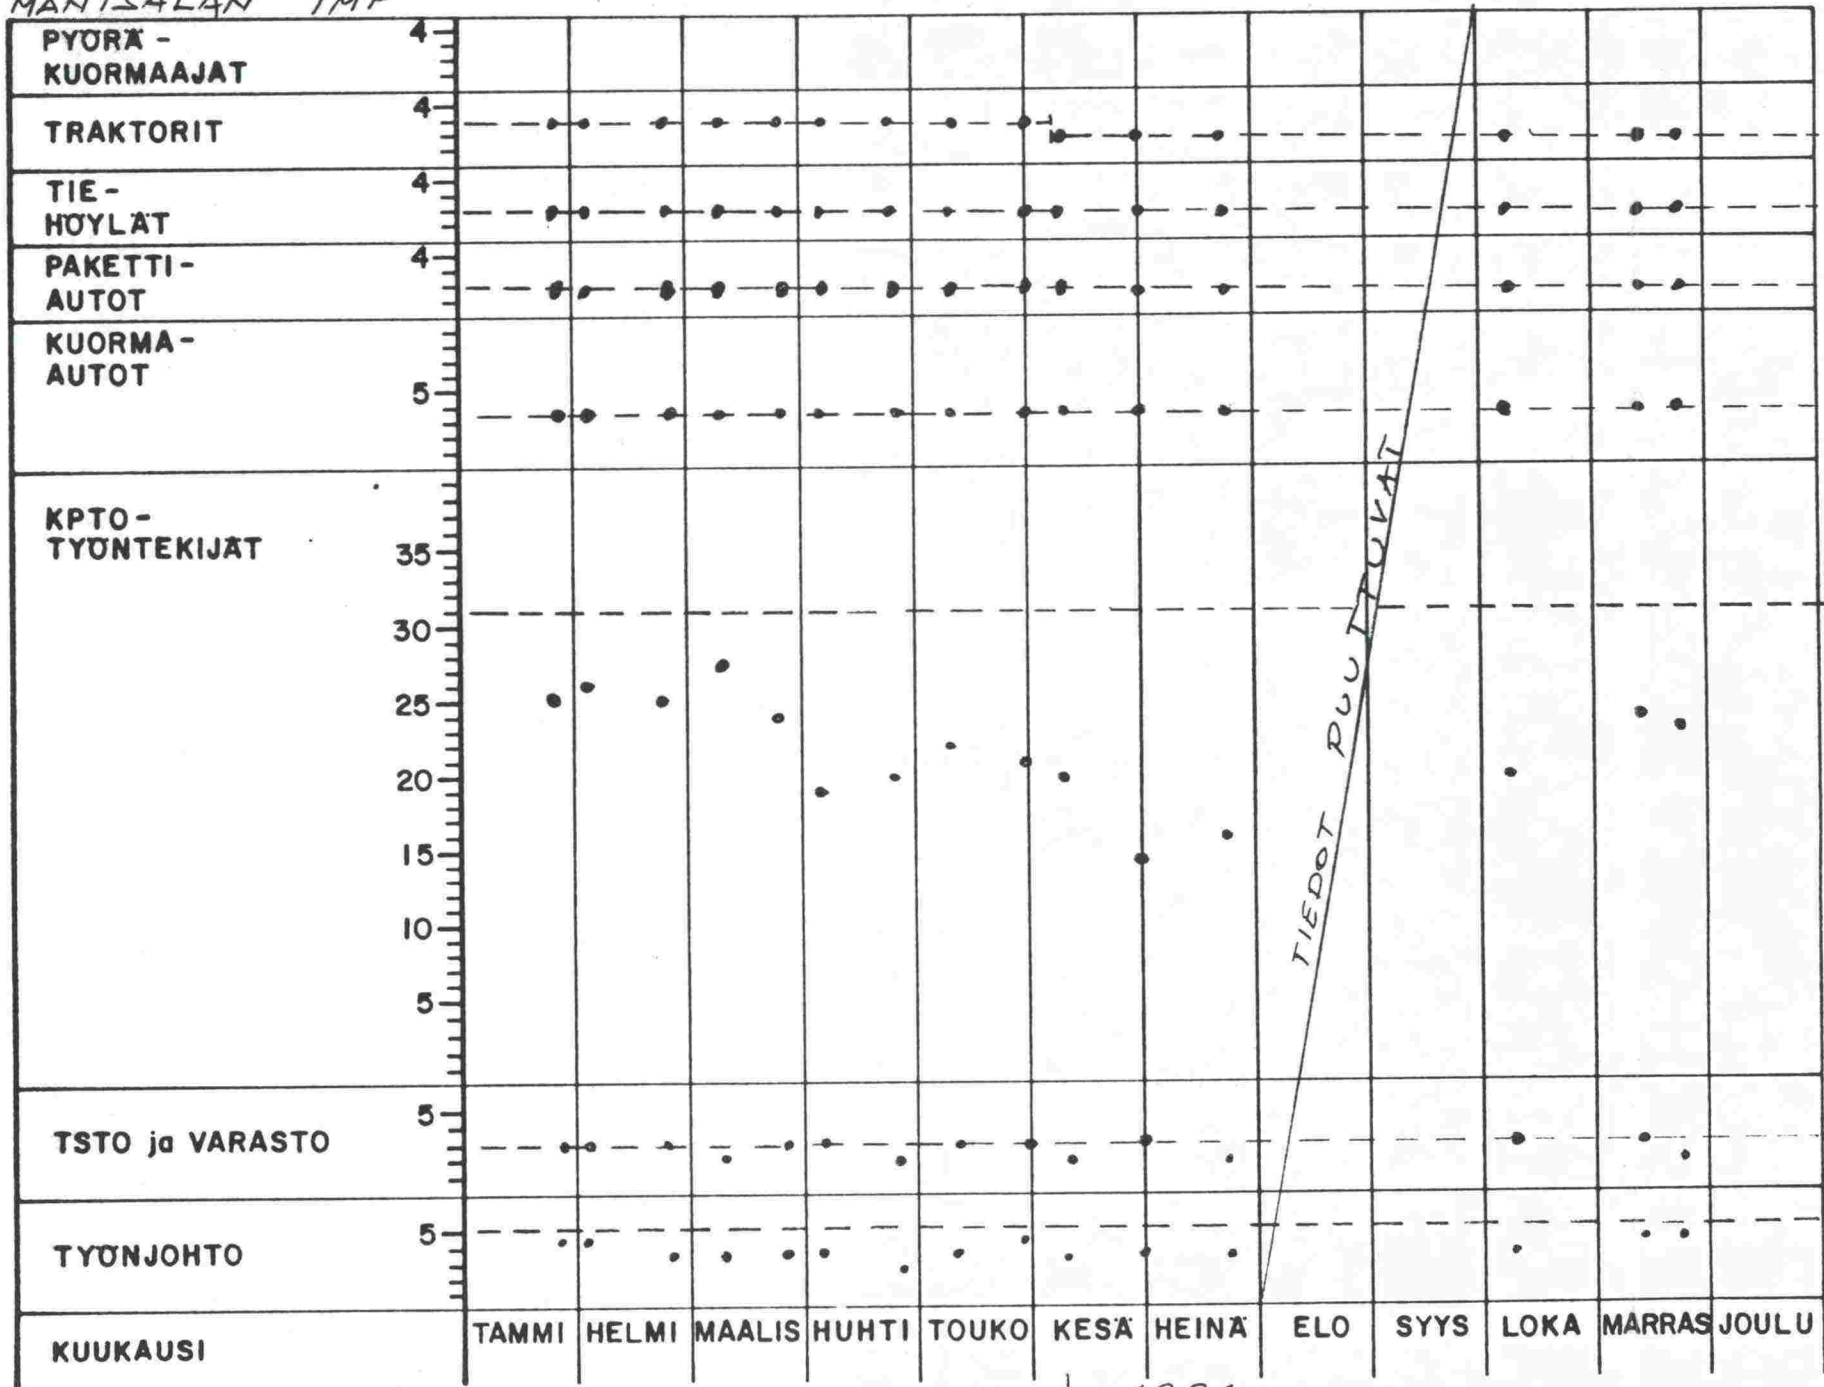 MÄNTSÄLÄN TMP
PYÖRÄ-
KUORMAAJAT
4
TRAKTORIT
4
TIE-
HÖYLÄT
4
PAKETTI-
AUTOT
4
KUORMA-
AUTOT
5
KPTO-
TYÖNTEKIJÄT
35
30
25
20
15
10
5
TIEDOT PUUTTUVAT
TSTO ja VARASTO
5
TYÖNJOHTO
5
KUUKAUSI
TAMMI HELMI MAALIS HUHTI TOUKO KESÄ HEINÄ ELO SYYS LOKA MARRAS JOULU